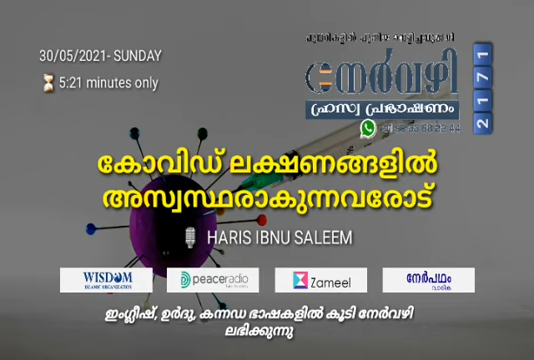 30/05/2021- SUNDAY
5:21 minutes only
നേർവഴി
ഹ്രസ്വ പ്രഭാഷണം
2171
കോവിഡ് ലക്ഷണങ്ങളിൽ
അസ്വസ്ഥരാകുന്നവരോട്
HARIS IBNU SALEEM
WISDOM
ISLAMIC ORGANIZATION
peaceradio
Zameel
നേർപഥം
വാരിക
ഇംഗ്ലീഷ്, ഉർദു, കന്നഡ ഭാഷകളിൽ കൂടി നേർവഴി
ലഭിക്കുന്നു